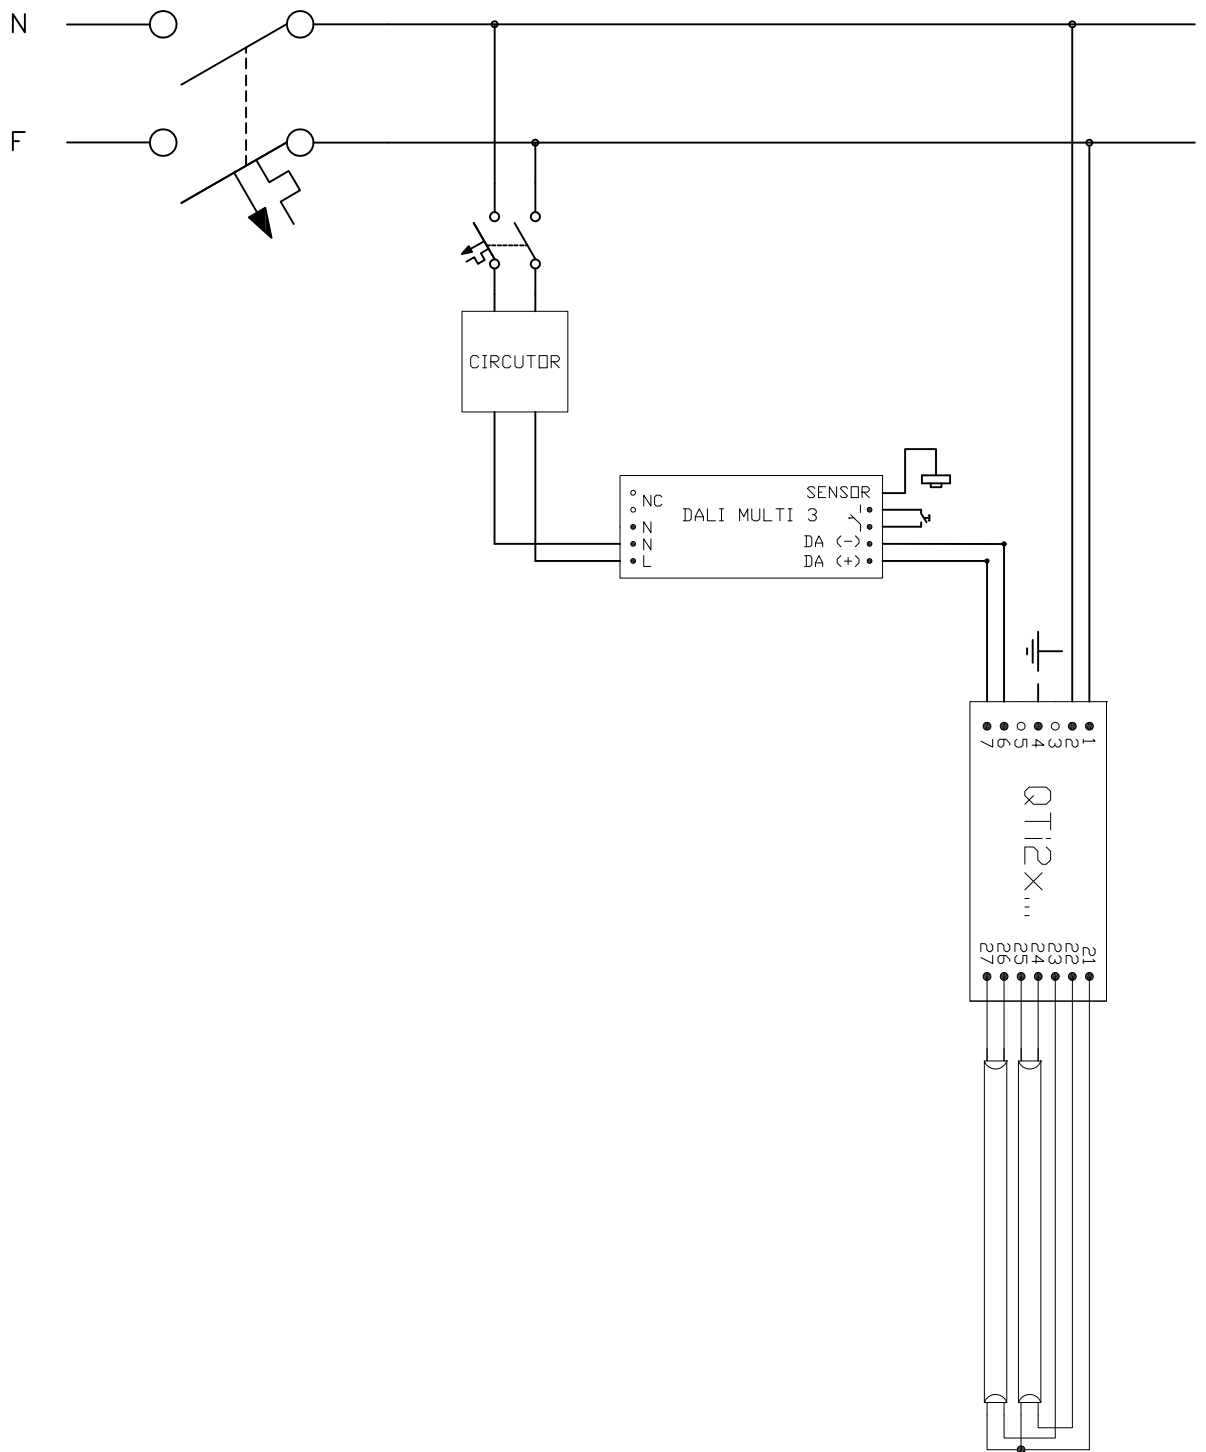 N
F
CIRCUTOR
SENSOR
NC
DALI MULTI 3
N
N
DA (-)
L
DA (+)
7 6 5 4 3 2 1
QTi2x...
27 26 25 24 23 22 21